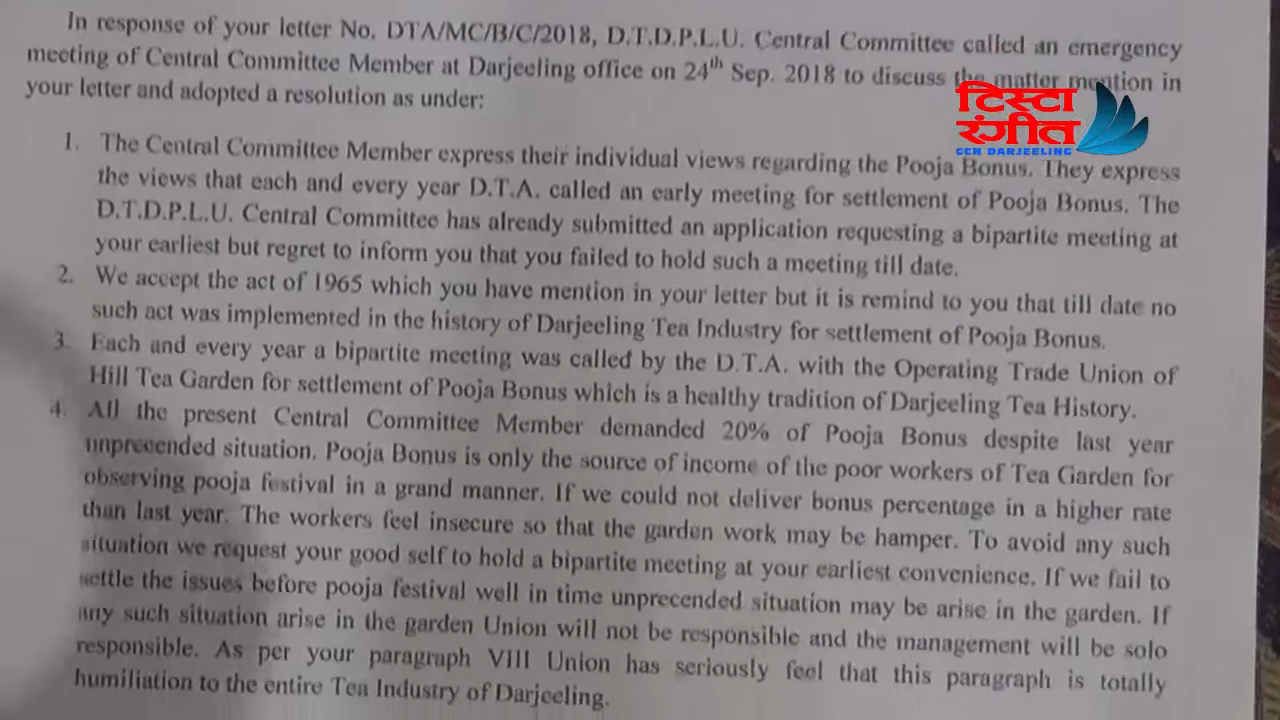 In response of your letter No. DTA/MC/B/C/2018, D.T.D.P.L.U. Central Committee called an emergency
meeting of Central Committee Member at Darjeeling office on 24th Sep. 2018 to discuss the matter mention in
your letter and adopted a resolution as under:
टिस्टा
रंगीत
CCN DARJEELING
1. The Central Committee Member express their individual views regarding the Pooja Bonus. They express
the views that each and every year D.T.A. called an early meeting for settlement of Pooja Bonus. The
D.T.D.P.L.U. Central Committee has already submitted an application requesting a bipartite meeting at
your earliest but regret to inform you that you failed to hold such a meeting till date.
2. We accept the act of 1965 which you have mention in your letter but it is remind to you that till date no
such act was implemented in the history of Darjeeling Tea Industry for settlement of Pooja Bonus.
3. Each and every year a bipartite meeting was called by the D.T.A. with the Operating Trade Union of
Hill Tea Garden for settlement of Pooja Bonus which is a healthy tradition of Darjeeling Tea History.
4. All the present Central Committee Member demanded 20% of Pooja Bonus despite last year
unprecended situation. Pooja Bonus is only the source of income of the poor workers of Tea Garden for
observing pooja festival in a grand manner. If we could not deliver bonus percentage in a higher rate
than last year. The workers feel insecure so that the garden work may be hamper. To avoid any such
situation we request your good self to hold a bipartite meeting at your earliest convenience. If we fail to
settle the issues before pooja festival well in time unprecended situation may be arise in the garden. If
any such situation arise in the garden Union will not be responsible and the management will be solo
responsible. As per your paragraph VIII Union has seriously feel that this paragraph is totally
humiliation to the entire Tea Industry of Darjeeling.